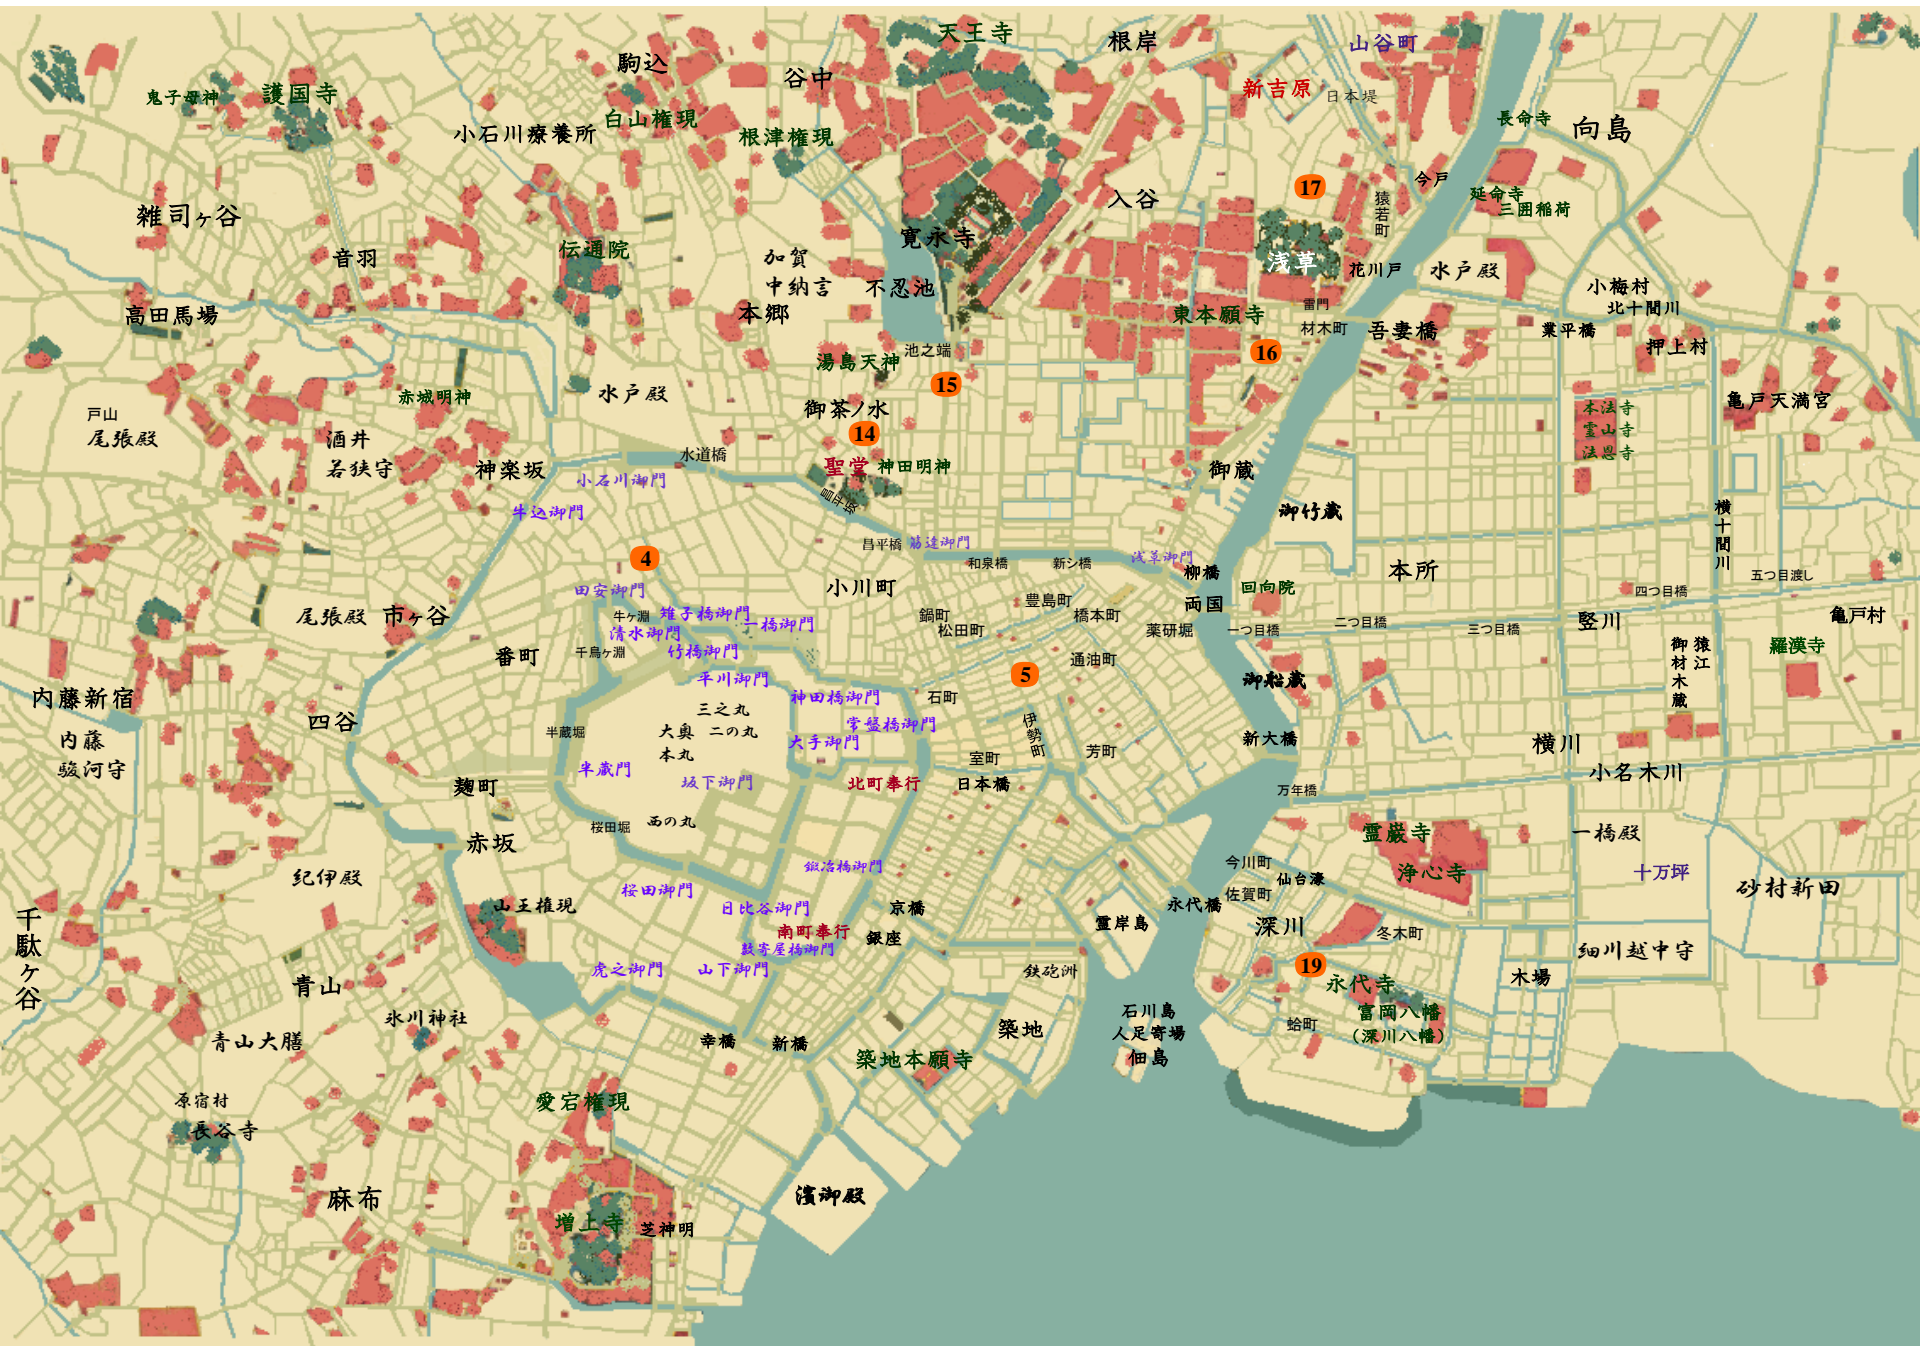 天王寺
根岸
山谷町
駒込
谷中
鬼子母神
護国寺
新吉原
日本堤
白山権現
小石川療養所
根津権現
長命寺
向島
17
今戸
猿若町
延命寺
三囲稲荷
入谷
雑司ヶ谷
音羽
伝通院
寛永寺
加賀
中納言
不忍池
本郷
浅草
花川戸
水戸殿
小梅村
北十間川
高田馬場
東本願寺
雷門
材木町
吾妻橋
業平橋
押上村
湯島天神
池之端
16
15
水戸殿
赤城明神
御茶ノ水
14
本法寺
霊山寺
法恩寺
亀戸天満宮
戸山
尾張殿
酒井
若狭守
神楽坂
水道橋
聖堂
神田明神
小石川御門
昌平坂
御蔵
御竹蔵
牛込御門
横十間川
昌平橋
筋違御門
和泉橋
新シ橋
浅草御門
柳橋
4
本所
五つ目渡し
田安御門
小川町
両国
回向院
四つ目橋
尾張殿
市ヶ谷
牛ヶ淵
雉子橋御門
一橋御門
清水御門
鍋町
松田町
豊島町
橋本町
薬研堀
一つ目橋
二つ目橋
三つ目橋
竪川
亀戸村
番町
千鳥ヶ淵
竹橋御門
平川御門
5
通油町
御船蔵
猿江
御材木蔵
羅漢寺
内藤新宿
内藤
駿河守
四谷
神田橋御門
石町
三之丸
大奥
二の丸
本丸
常盤橋御門
大手御門
伊勢町
半蔵堀
半蔵門
坂下御門
室町
芳町
新大橋
横川
小名木川
麹町
北町奉行
日本橋
万年橋
桜田堀
西の丸
赤坂
霊巌寺
一橋殿
鍛冶橋御門
今川町
仙台濠
浄心寺
十万坪
砂村新田
紀伊殿
桜田御門
佐賀町
山王権現
日比谷御門
京橋
永代橋
霊岸島
深川
冬木町
南町奉行
銀座
数寄屋橋御門
細川越中守
千駄ヶ谷
虎之御門
山下御門
鉄砲洲
19
永代寺
木場
青山
石川島
人足寄場
佃島
富岡八幡
(深川八幡)
蛤町
氷川神社
築地
青山大膳
幸橋
新橋
築地本願寺
原宿村
長谷寺
愛宕権現
麻布
濱御殿
増上寺
芝神明